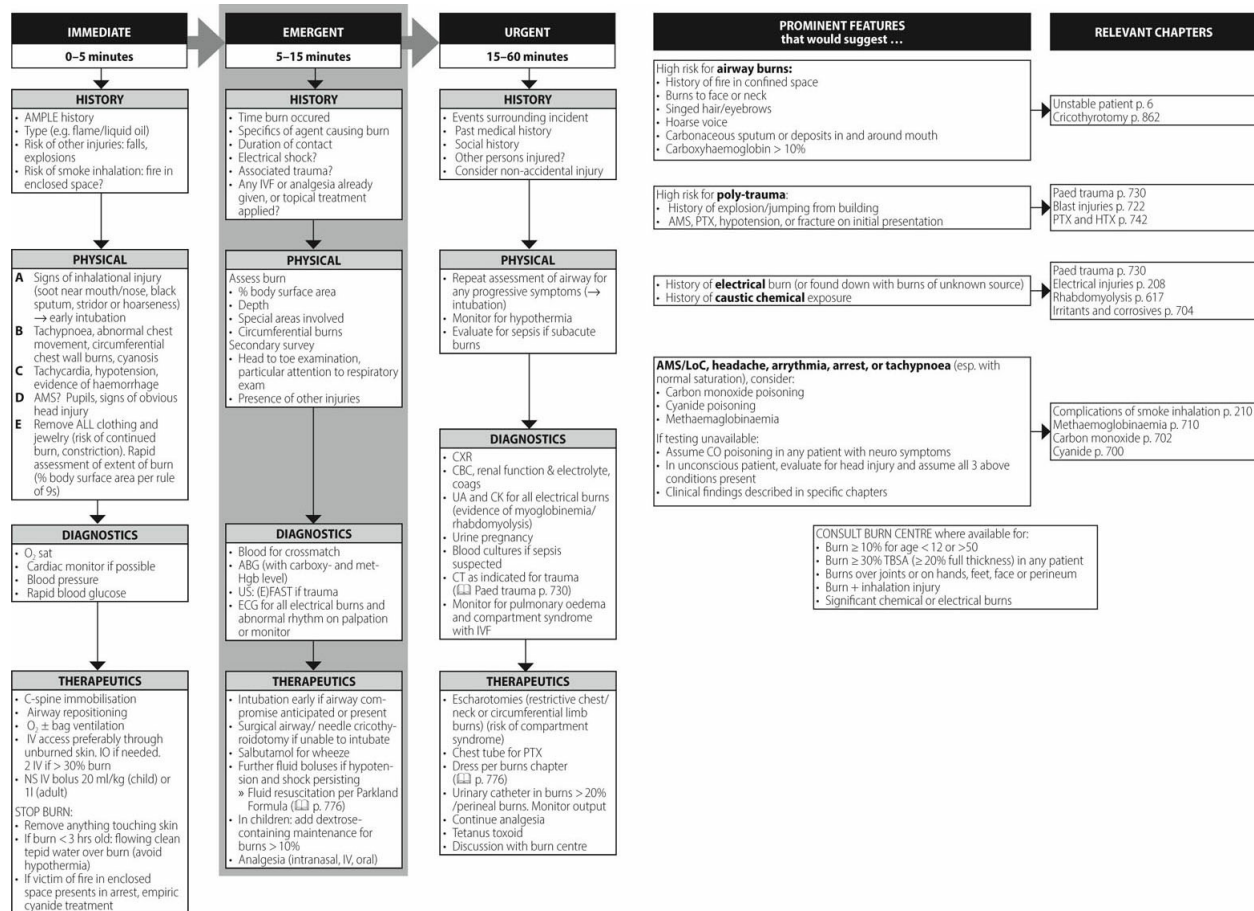 IMMEDIATE
0–5 minutes
HISTORY
• AMPLE history
• Type (e.g. flame/liquid oil)
• Risk of other injuries: falls,
explosions
• Risk of smoke inhalation: fire in
enclosed space?
PHYSICAL
A Signs of inhalational injury
(soot near mouth/nose, black
sputum, stridor or hoarseness)
→ early intubation
B Tachypnoea, abnormal chest
movement, circumferential
chest wall burns, cyanosis
C Tachycardia, hypotension,
evidence of haemorrhage
D AMS? Pupils, signs of obvious
head injury
E Remove ALL clothing and
jewelry (risk of continued
burn, constriction). Rapid
assessment of extent of burn
(% body surface area per rule
of 9s)
DIAGNOSTICS
• O₂ sat
• Cardiac monitor if possible
• Blood pressure
• Rapid blood glucose
THERAPEUTICS
• C-spine immobilisation
• Airway repositioning
• O₂ ± bag ventilation
• IV access preferably through
unburned skin. IO if needed.
2 IV if > 30% burn
• NS IV bolus 20 ml/kg (child) or
1l (adult)
STOP BURN:
• Remove anything touching skin
• If burn < 3 hrs old: flowing clean
tepid water over burn (avoid
hypothermia)
• If victim of fire in enclosed
space presents in arrest, empiric
cyanide treatment
EMERGENT
5–15 minutes
HISTORY
• Time burn occured
• Specifics of agent causing burn
• Duration of contact
• Electrical shock?
• Associated trauma?
• Any IVF or analgesia already
given, or topical treatment
applied?
PHYSICAL
Assess burn
• % body surface area
• Depth
• Special areas involved
• Circumferential burns
Secondary survey
• Head to toe examination,
particular attention to respiratory
exam
• Presence of other injuries
DIAGNOSTICS
• Blood for crossmatch
• ABG (with carboxy- and met-
Hgb level)
• US: (E)FAST if trauma
• ECG for all electrical burns and
abnormal rhythm on palpation
or monitor
THERAPEUTICS
• Intubation early if airway com-
promise anticipated or present
• Surgical airway/ needle cricothy-
roidotomy if unable to intubate
• Salbutamol for wheeze
• Further fluid boluses if hypoten-
sion and shock persisting
» Fluid resuscitation per Parkland
Formula (📖 p. 776)
• In children: add dextrose-
containing maintenance for
burns > 10%
• Analgesia (intranasal, IV, oral)
URGENT
15–60 minutes
HISTORY
• Events surrounding incident
• Past medical history
• Social history
• Other persons injured?
• Consider non-accidental injury
PHYSICAL
• Repeat assessment of airway for
any progressive symptoms (→
intubation)
• Monitor for hypothermia
• Evaluate for sepsis if subacute
burns
DIAGNOSTICS
• CXR
• CBC, renal function & electrolyte,
coags
• UA and CK for all electrical burns
(evidence of myoglobinemia/
rhabdomyolysis)
• Urine pregnancy
• Blood cultures if sepsis
suspected
• CT as indicated for trauma
(📖 Paed trauma p. 730)
• Monitor for pulmonary oedema
and compartment syndrome
with IVF
THERAPEUTICS
• Escharotomies (restrictive chest/
neck or circumferential limb
burns) (risk of compartment
syndrome)
• Chest tube for PTX
• Dress per burns chapter
(📖 p. 776)
• Urinary catheter in burns > 20%
/perineal burns. Monitor output
• Continue analgesia
• Tetanus toxoid
• Discussion with burn centre
PROMINENT FEATURES
that would suggest ...
RELEVANT CHAPTERS
High risk for airway burns:
• History of fire in confined space
• Burns to face or neck
• Singed hair/eyebrows
• Hoarse voice
• Carbonaceous sputum or deposits in and around mouth
• Carboxyhaemoglobin > 10%
Unstable patient p. 6
Cricothyrotomy p. 862
High risk for poly-trauma:
• History of explosion/jumping from building
• AMS, PTX, hypotension, or fracture on initial presentation
Paed trauma p. 730
Blast injuries p. 722
PTX and HTX p. 742
• History of electrical burn (or found down with burns of unknown source)
• History of caustic chemical exposure
Paed trauma p. 730
Electrical injuries p. 208
Rhabdomyolysis p. 617
Irritants and corrosives p. 704
AMS/LoC, headache, arrythmia, arrest, or tachypnoea (esp. with
normal saturation), consider:
• Carbon monoxide poisoning
• Cyanide poisoning
• Methaemaglobinaemia
If testing unavailable:
• Assume CO poisoning in any patient with neuro symptoms
• In unconscious patient, evaluate for head injury and assume all 3 above
conditions present
• Clinical findings described in specific chapters
Complications of smoke inhalation p. 210
Methaemoglobinaemia p. 710
Carbon monoxide p. 702
Cyanide p. 700
CONSULT BURN CENTRE where available for:
• Burn ≥ 10% for age < 12 or >50
• Burn ≥ 30% TBSA (≥ 20% full thickness) in any patient
• Burns over joints or on hands, feet, face or perineum
• Burn + inhalation injury
• Significant chemical or electrical burns